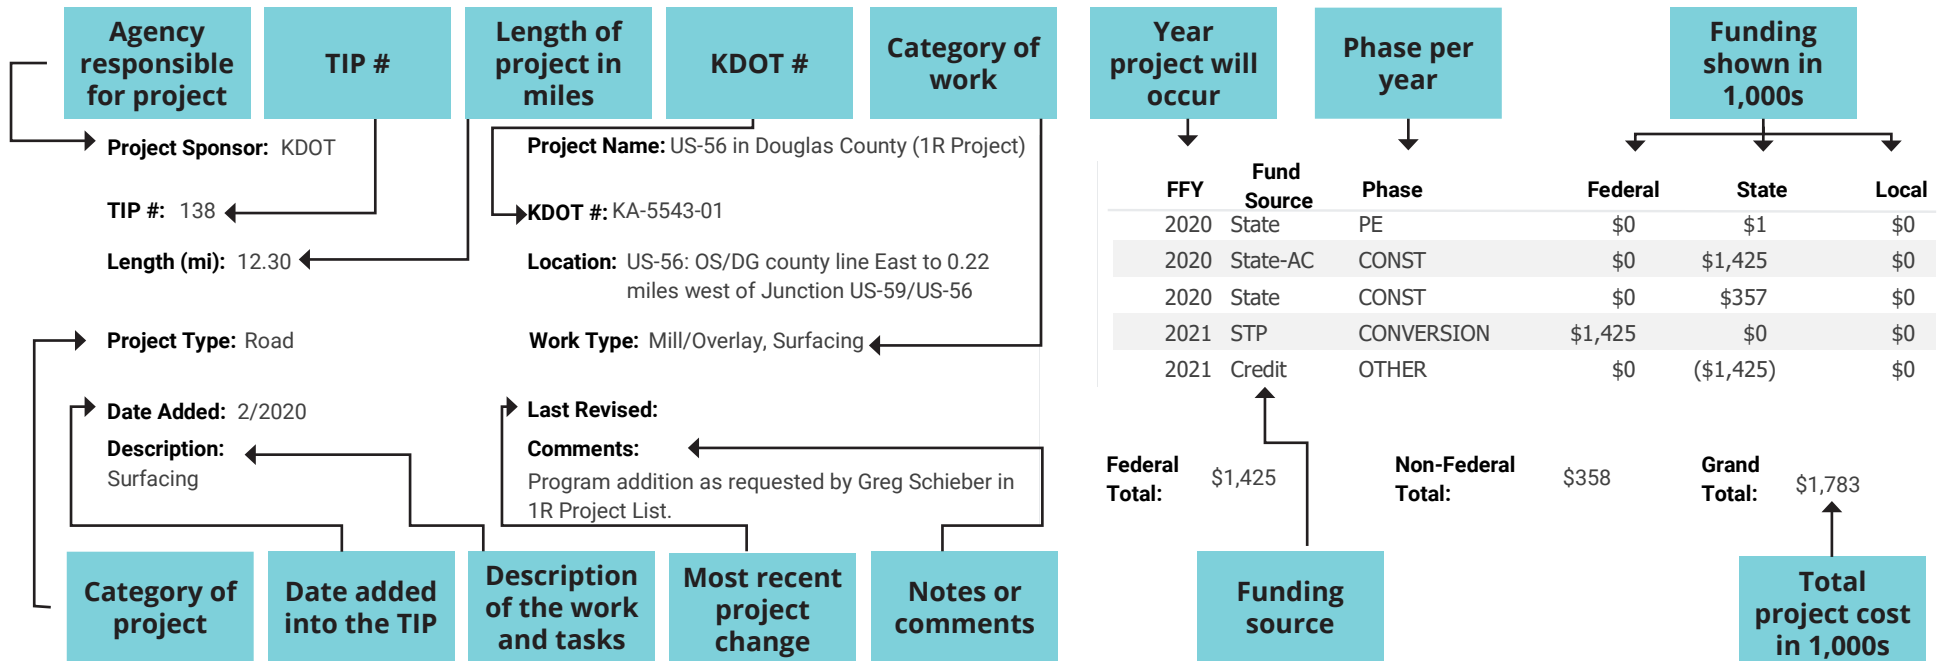 Agency
responsible
for project
TIP #
Length of
project in
miles
KDOT #
Category of
work
Year
project will
occur
Phase per
year
Funding
shown in
1,000s
Project Sponsor: KDOT
Project Name: US-56 in Douglas County (1R Project)
TIP #: 138
KDOT #: KA-5543-01
Length (mi): 12.30
Location: US-56: OS/DG county line East to 0.22
miles west of Junction US-59/US-56
Project Type: Road
Work Type: Mill/Overlay, Surfacing
Date Added: 2/2020
Last Revised:
Description:
Surfacing
Comments:
Program addition as requested by Greg Schieber in
1R Project List.
FFY Fund Source Phase Federal State Local
2020 State PE $0 $1 $0
2020 State-AC CONST $0 $1,425 $0
2020 State CONST $0 $357 $0
2021 STP CONVERSION $1,425 $0 $0
2021 Credit OTHER $0 ($1,425) $0
Federal
Total: $1,425
Non-Federal
Total: $358
Grand
Total: $1,783
Category of
project
Date added
into the TIP
Description
of the work
and tasks
Most recent
project
change
Notes or
comments
Funding
source
Total
project cost
in 1,000s